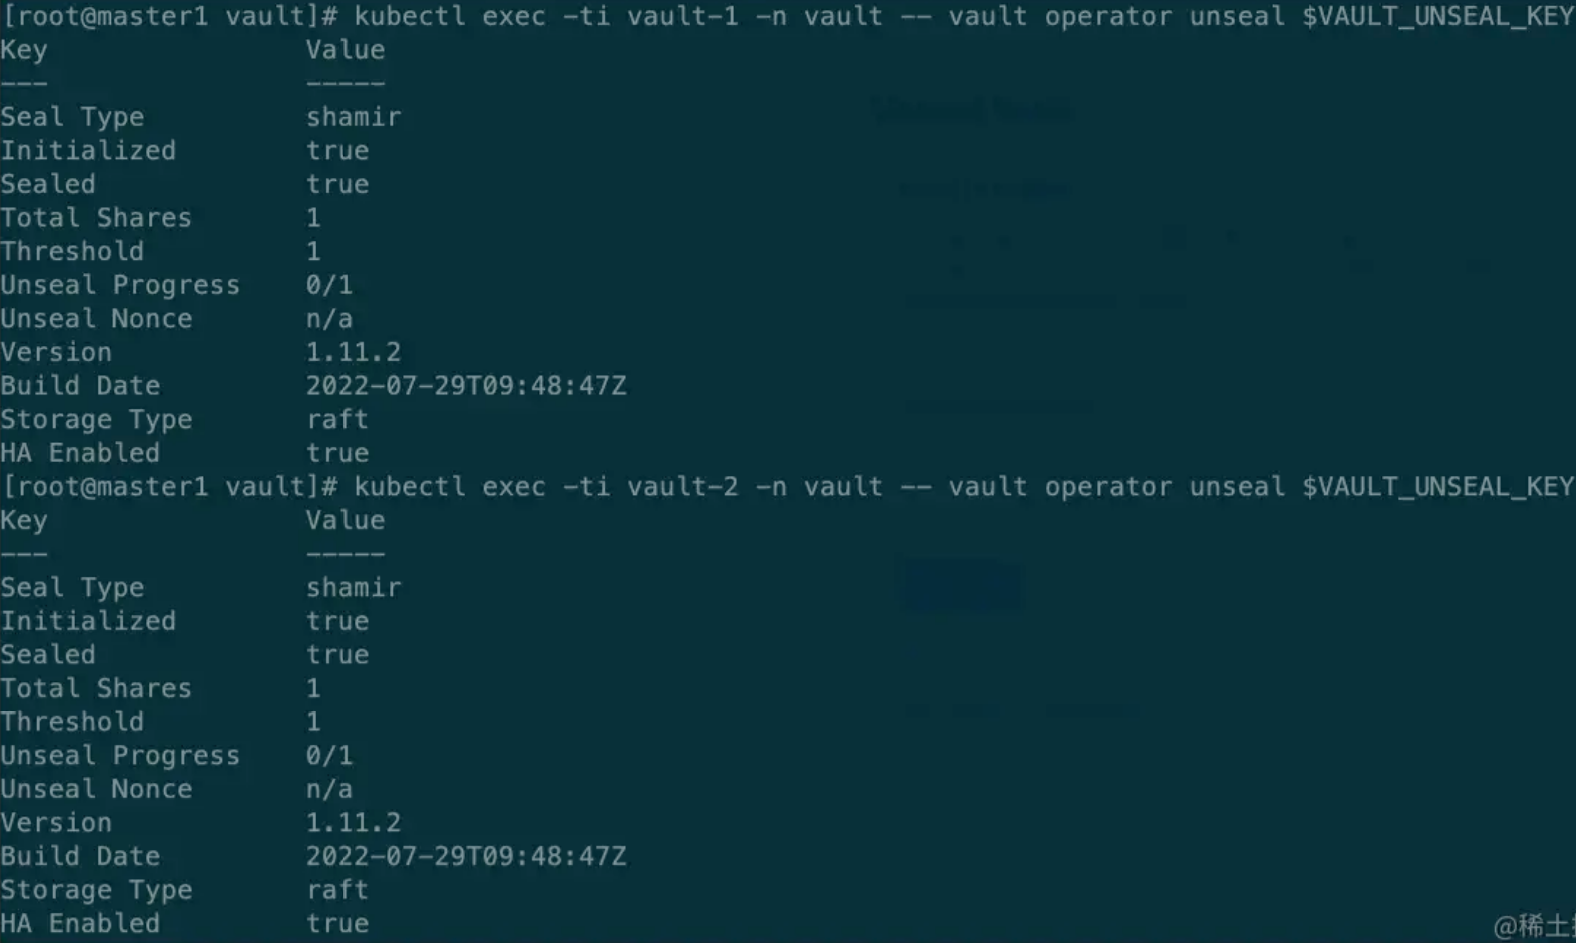 [root@master1 vault]# kubectl exec -ti vault-1 -n vault -- vault operator unseal $VAULT_UNSEAL_KEY
Key Value
--- -----
Seal Type shamir
Initialized true
Sealed true
Total Shares 1
Threshold 1
Unseal Progress 0/1
Unseal Nonce n/a
Version 1.11.2
Build Date 2022-07-29T09:48:47Z
Storage Type raft
HA Enabled true
[root@master1 vault]# kubectl exec -ti vault-2 -n vault -- vault operator unseal $VAULT_UNSEAL_KEY
Key Value
--- -----
Seal Type shamir
Initialized true
Sealed true
Total Shares 1
Threshold 1
Unseal Progress 0/1
Unseal Nonce n/a
Version 1.11.2
Build Date 2022-07-29T09:48:47Z
Storage Type raft
HA Enabled true
@稀土